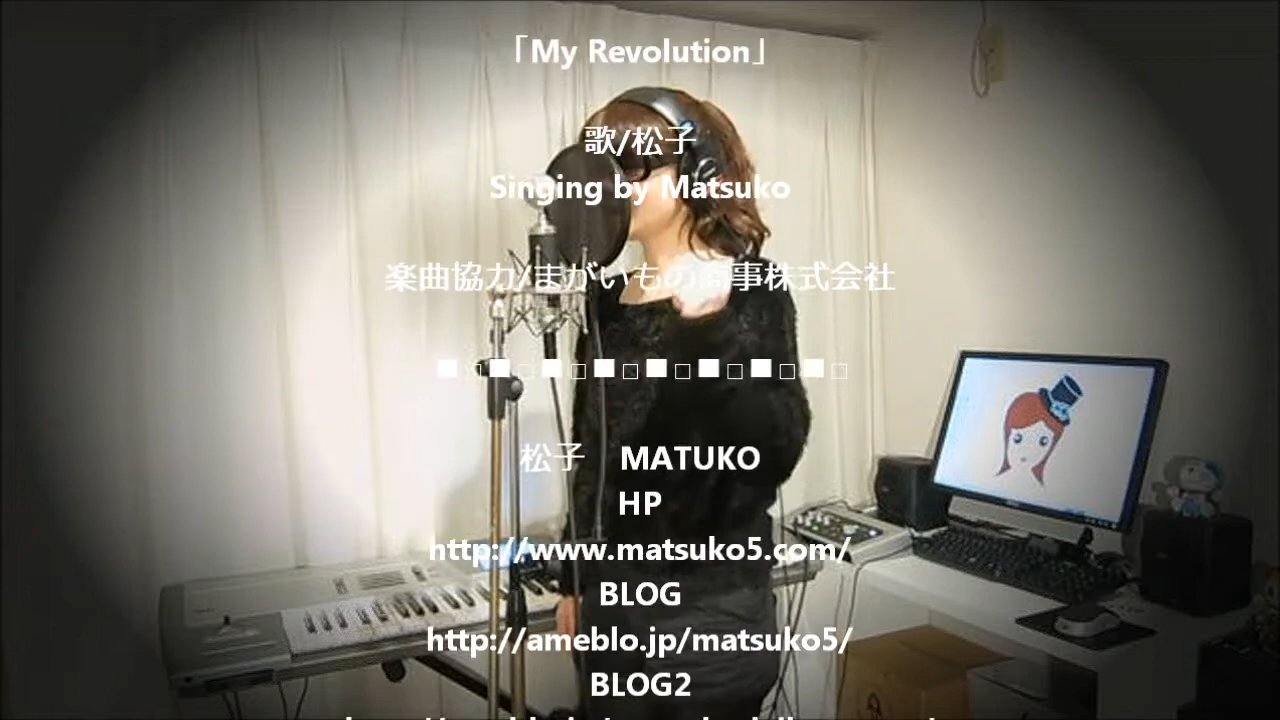 「My Revolution」
歌/松子
Singing by Matsuko
楽曲協力/まがいもの商事株式会社
■□■□■□■□■□■□■□■□
松子　MATUKO
HP
http://www.matsuko5.com/
BLOG
http://ameblo.jp/matsuko5/
BLOG2